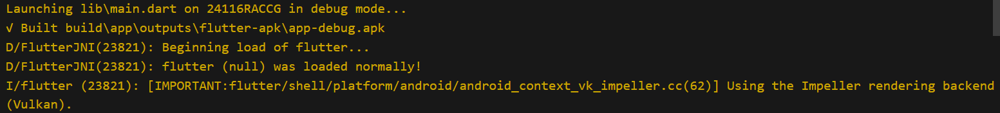 Launching lib\main.dart on 24116RACCG in debug mode...
√ Built build\app\outputs\flutter-apk\app-debug.apk
D/FlutterJNI(23821): Beginning load of flutter...
D/FlutterJNI(23821): flutter (null) was loaded normally!
I/flutter (23821): [IMPORTANT:flutter/shell/platform/android/android_context_vk_impeller.cc(62)] Using the Impeller rendering backend
(Vulkan).